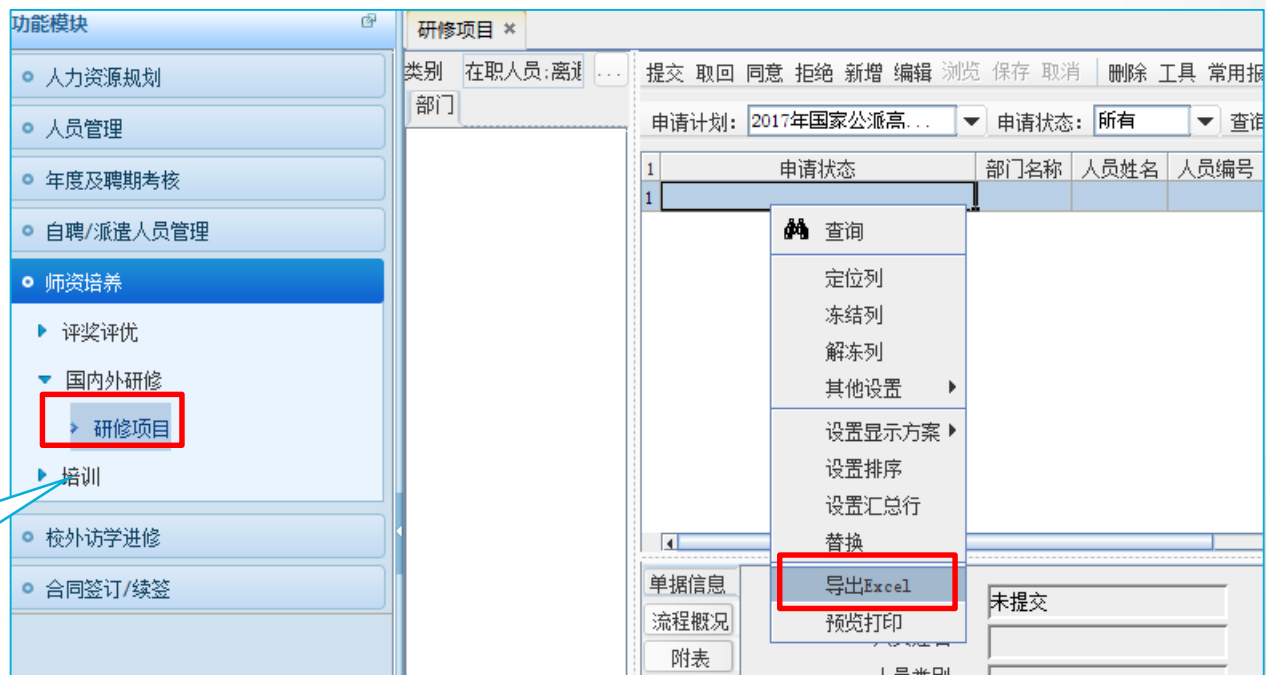 功能模块
人力资源规划
人员管理
年度及聘期考核
自聘/派遣人员管理
师资培养
评奖评优
国内外研修
研修项目
培训
校外访学进修
合同签订/续签
研修项目 ×
类别 在职人员;离退 ...
部门
提交 取回 同意 拒绝 新增 编辑 浏览 保存 取消 删除 工具 常用报
申请计划: 2017年国家公派高... 申请状态: 所有 查询
1 申请状态 部门名称 人员姓名 人员编号
1
查询
定位列
冻结列
解冻列
其他设置
设置显示方案
设置排序
设置汇总行
替换
导出Excel
预览打印
单据信息
流程概况
附表
未提交